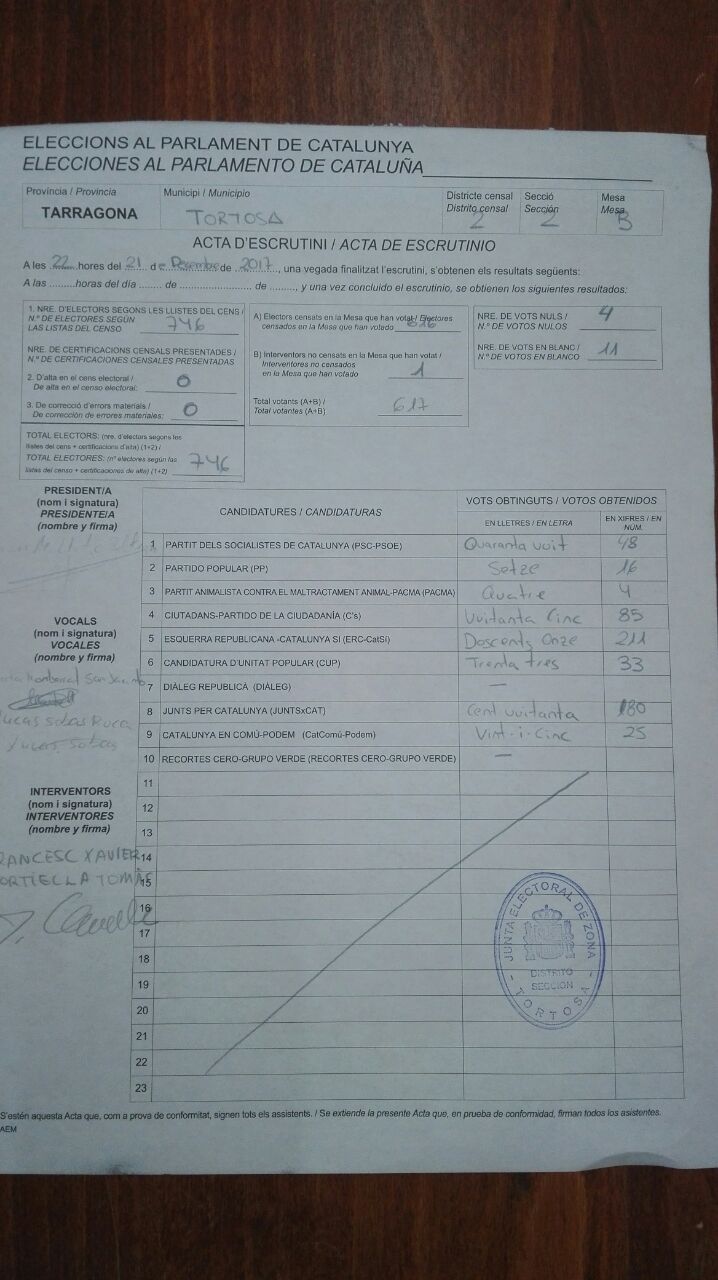 ELECCIONS AL PARLAMENT DE CATALUNYA
ELECCIONES AL PARLAMENTO DE CATALUÑA
Província / Provincia
TARRAGONA
Municipi / Municipio
TORTOSA
Districte censal
Distrito censal
2
Secció
Sección
2
Mesa
Mesa
B
ACTA D'ESCRUTINI / ACTA DE ESCRUTINIO
A les 22 hores del 21 de Desembre de 2017, una vegada finalitzat l'escrutini, s'obtenen els resultats següents:
A las .........horas del día ....... de ..................... de ..........., y una vez concluido el escrutinio, se obtienen los siguientes resultados:
1. NRE. D'ELECTORS SEGONS LES LLISTES DEL CENS /
N.º DE ELECTORES SEGÚN
LAS LISTAS DEL CENSO 746
NRE. DE CERTIFICACIONS CENSALS PRESENTADES /
N.º DE CERTIFICACIONES CENSALES PRESENTADAS
2. D'alta en el cens electoral /
De alta en el censo electoral: 0
3. De correcció d'errors materials /
De corrección de errores materiales: 0
TOTAL ELECTORS: (nre. d'electors segons les
llistes del cens + certificacions d'alta) (1+2) /
TOTAL ELECTORES: (nº electores según las
listas del censo + certificaciones de alta) (1+2) 746
A) Electors censats en la Mesa que han votat / Electores
censados en la Mesa que han votado 616
B) Interventors no censats en la Mesa que han votat /
Interventores no censados
en la Mesa que han votado 1
Total votants (A+B) /
Total votantes (A+B) 617
NRE. DE VOTS NULS /
N.º DE VOTOS NULOS 4
NRE. DE VOTS EN BLANC /
N.º DE VOTOS EN BLANCO 11
PRESIDENT/A
(nom i signatura)
PRESIDENTE/A
(nombre y firma)
VOCALS
(nom i signatura)
VOCALES
(nombre y firma)
Lucas Sobas
INTERVENTORS
(nom i signatura)
INTERVENTORES
(nombre y firma)
RANCESC XAVIER
ORTIELLA TOMÀS
CANDIDATURES / CANDIDATURAS
VOTS OBTINGUTS / VOTOS OBTENIDOS
EN LLETRES / EN LETRA
EN XIFRES / EN NÚM.
1 PARTIT DELS SOCIALISTES DE CATALUNYA (PSC-PSOE) Quaranta vuit 48
2 PARTIDO POPULAR (PP) Setze 16
3 PARTIT ANIMALISTA CONTRA EL MALTRACTAMENT ANIMAL-PACMA (PACMA) Quatre 4
4 CIUTADANS-PARTIDO DE LA CIUDADANÍA (C's) Vuitanta Cinc 85
5 ESQUERRA REPUBLICANA -CATALUNYA SÍ (ERC-CatSí) Doscents Onze 211
6 CANDIDATURA D'UNITAT POPULAR (CUP) Trenta tres 33
7 DIÀLEG REPUBLICÀ (DIÀLEG) —
8 JUNTS PER CATALUNYA (JUNTSxCAT) Cent vuitanta 180
9 CATALUNYA EN COMÚ-PODEM (CatComú-Podem) Vint-i-Cinc 25
10 RECORTES CERO-GRUPO VERDE (RECORTES CERO-GRUPO VERDE) —
11
12
13
14
15
16
17
18
19
20
21
22
23
JUNTA ELECTORAL DE ZONA
DISTRITO
SECCION
- TORTOSA -
S'estén aquesta Acta que, com a prova de conformitat, signen tots els assistents. / Se extiende la presente Acta que, en prueba de conformidad, firman todos los asistentes.
AEM